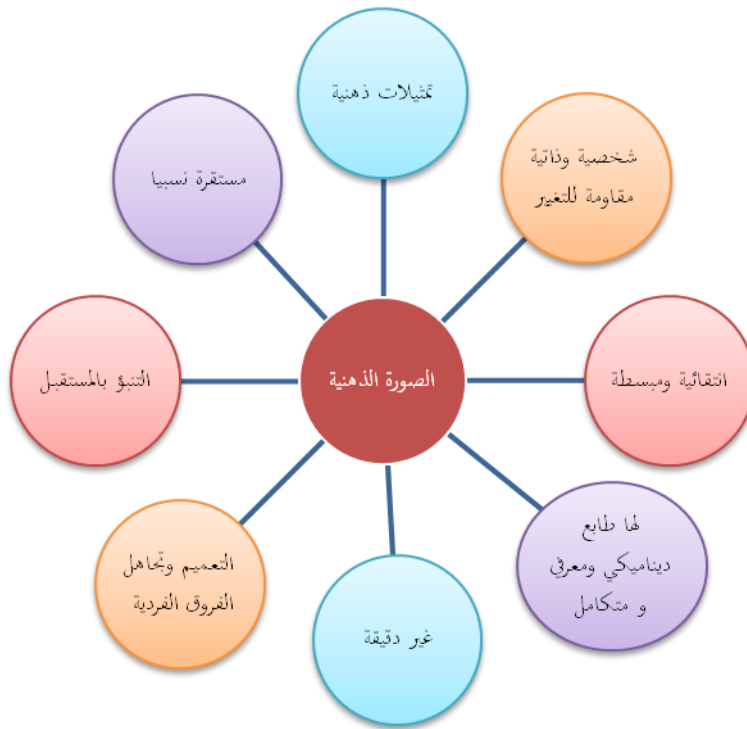 تمثيلات ذهنية
شخصية وذاتية
مقاومة للتغيير
مستقرة نسبيا
الصورة الذهنية
انتقائية ومبسطة
التنبؤ بالمستقبل
لها طابع
ديناميكي ومعرفي
و متكامل
التعميم وتجاهل
الفروق الفردية
غير دقيقة